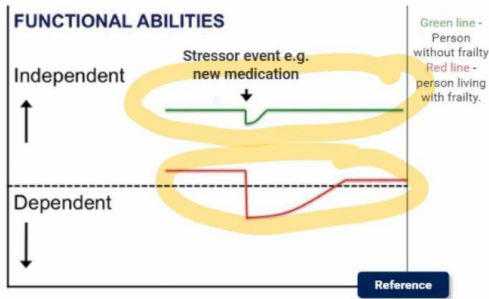 FUNCTIONAL ABILITIES
Independent
Stressor event e.g.
new medication
Dependent
Green line -
Person
without frailty
Red line -
person living
with frailty.
Reference